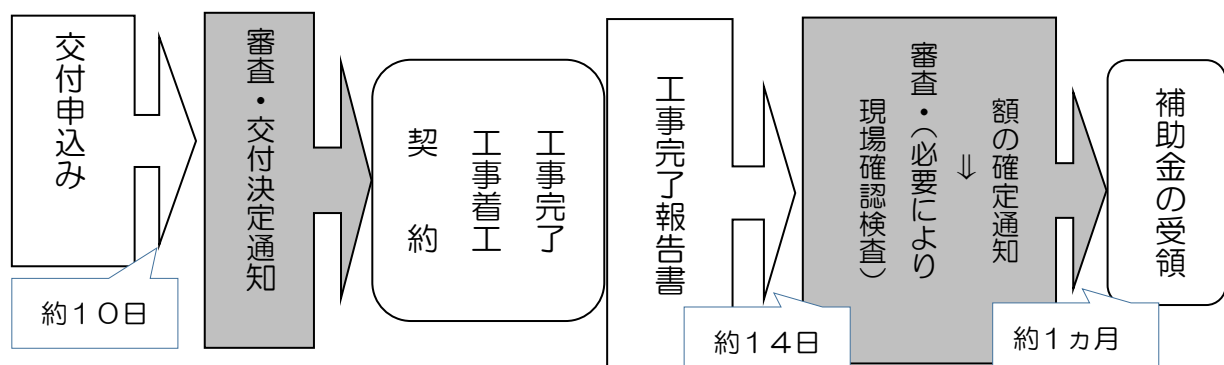 交付申込み
約10日
審査・交付決定通知
契　約
工事着工
工事完了
工事完了報告書
約14日
審査・(必要により
現場確認検査)
⇓
額の確定通知
約1ヵ月
補助金の受領